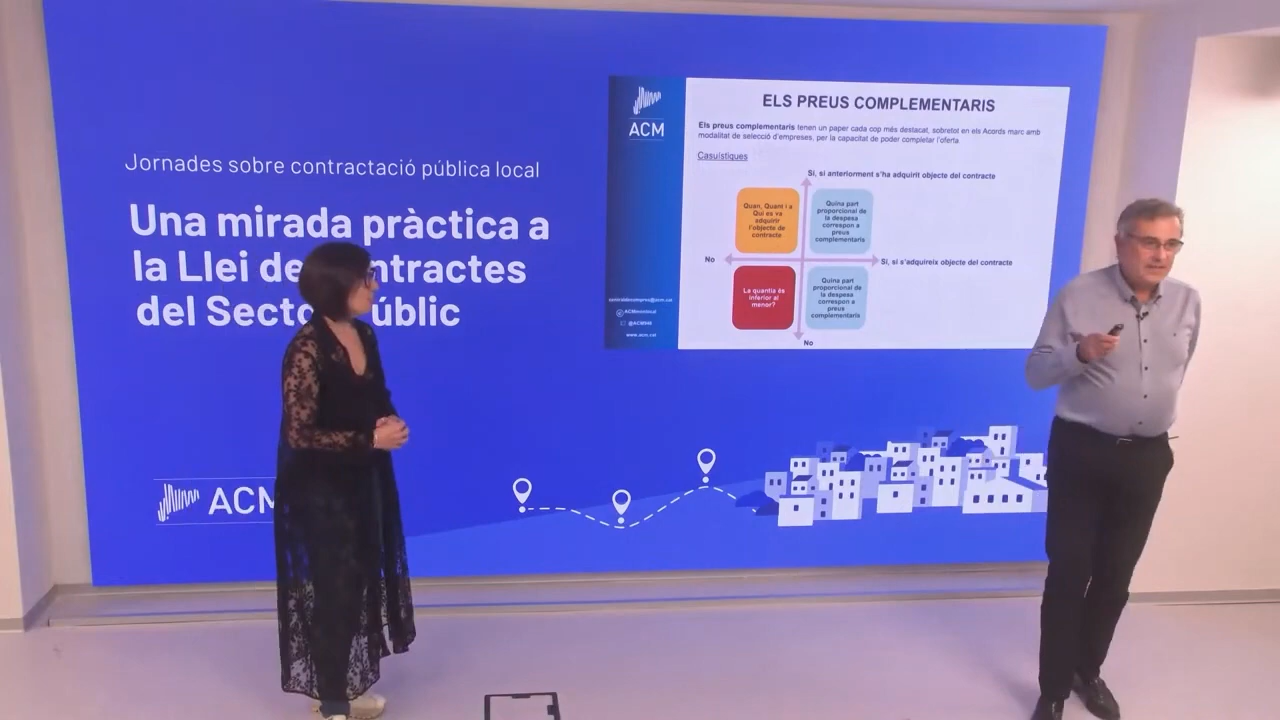 Jornades sobre contractació pública local
Una mirada pràctica a
la Llei de ntractes
del Secto úblic
ACM
ACM
ELS PREUS COMPLEMENTARIS
Els preus complementaris tenen un paper cada cop més destacat, sobretot en els Acords marc amb
modalitat de selecció d'empreses, per la capacitat de poder completar l'oferta.
Casuístiques
Sí, si anteriorment s'ha adquirit objecte del contracte
Quan, Quant i a
Qui es va
adquirir
l'objecte de
contracte
Quina part
proporcional de
la despesa
correspon a
preus
complementaris
No
Sí, si s'adquireix objecte del contracte
La quantia és
inferior al
menor?
Quina part
proporcional de
la despesa
correspon a
preus
complementaris
No
@ACMmunicipal
www.acm.cat